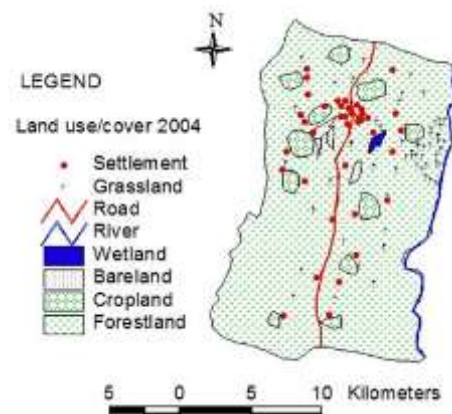 N
LEGEND
Land use/cover 2004
Settlement
Grassland
Road
River
Wetland
Bareland
Cropland
Forestland
5 0 5 10 Kilometers